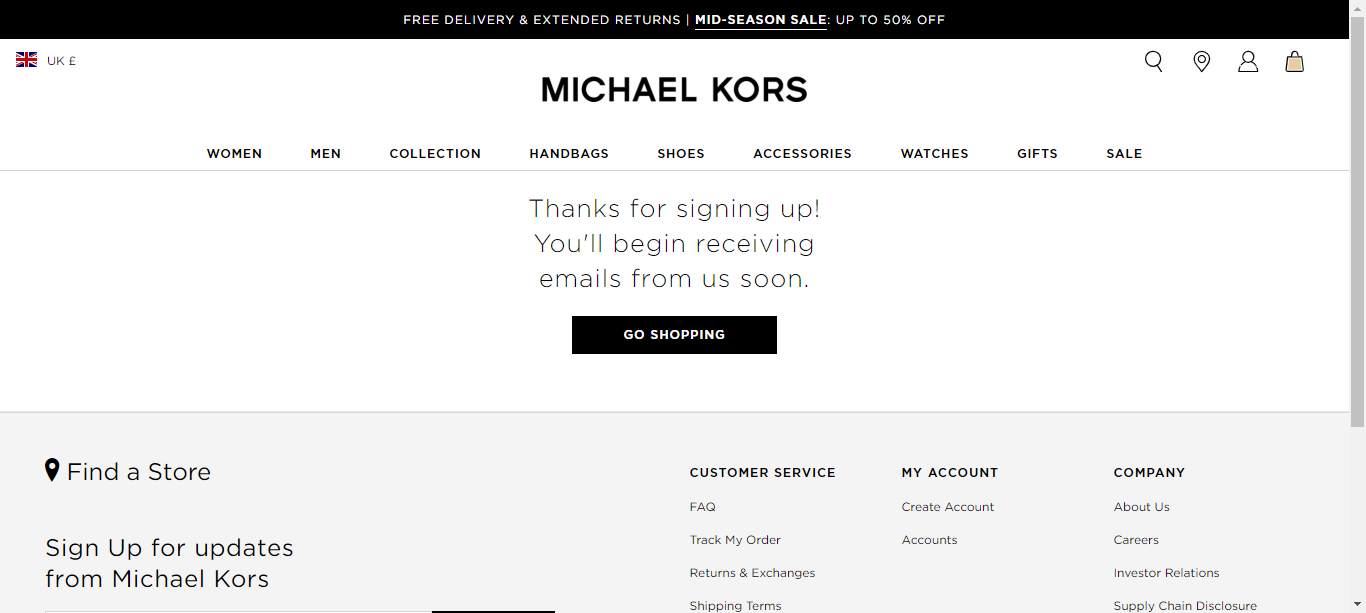 FREE DELIVERY & EXTENDED RETURNS | MID-SEASON SALE: UP TO 50% OFF
UK £
MICHAEL KORS
WOMEN MEN COLLECTION HANDBAGS SHOES ACCESSORIES WATCHES GIFTS SALE
Thanks for signing up!
You'll begin receiving
emails from us soon.
GO SHOPPING
Find a Store
Sign Up for updates
from Michael Kors
CUSTOMER SERVICE
FAQ
Track My Order
Returns & Exchanges
Shipping Terms
MY ACCOUNT
Create Account
Accounts
COMPANY
About Us
Careers
Investor Relations
Supply Chain Disclosure